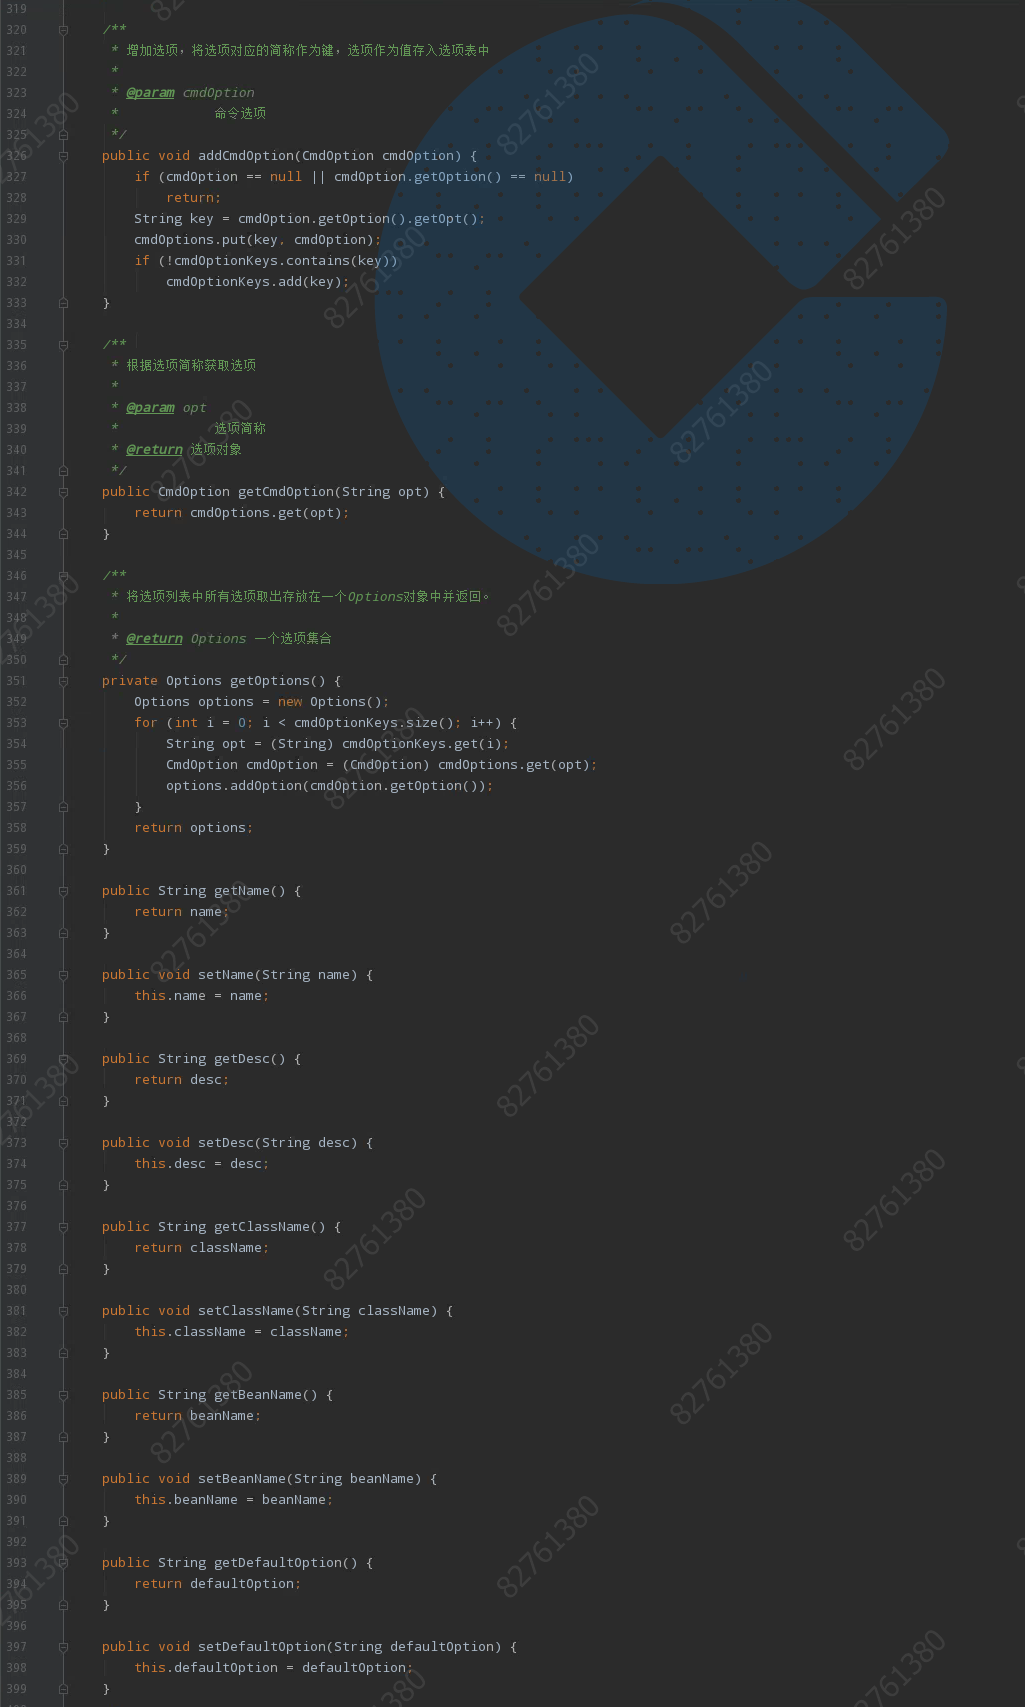 319
320 /**
321 * 增加选项，将选项对应的简称作为键，选项作为值存入选项表中
322 *
323 * @param cmdOption
324 * 命令选项
325 */
326 public void addCmdOption(CmdOption cmdOption) {
327 if (cmdOption == null || cmdOption.getOption() == null)
328 return;
329 String key = cmdOption.getOption().getOpt();
330 cmdOptions.put(key, cmdOption);
331 if (!cmdOptionKeys.contains(key))
332 cmdOptionKeys.add(key);
333 }
334
335 /**
336 * 根据选项简称获取选项
337 *
338 * @param opt
339 * 选项简称
340 * @return 选项对象
341 */
342 public CmdOption getCmdOption(String opt) {
343 return cmdOptions.get(opt);
344 }
345
346 /**
347 * 将选项列表中所有选项取出存放在一个Options对象中并返回。
348 *
349 * @return Options 一个选项集合
350 */
351 private Options getOptions() {
352 Options options = new Options();
353 for (int i = 0; i < cmdOptionKeys.size(); i++) {
354 String opt = (String) cmdOptionKeys.get(i);
355 CmdOption cmdOption = (CmdOption) cmdOptions.get(opt);
356 options.addOption(cmdOption.getOption());
357 }
358 return options;
359 }
360
361 public String getName() {
362 return name;
363 }
364
365 public void setName(String name) {
366 this.name = name;
367 }
368
369 public String getDesc() {
370 return desc;
371 }
372
373 public void setDesc(String desc) {
374 this.desc = desc;
375 }
376
377 public String getClassName() {
378 return className;
379 }
380
381 public void setClassName(String className) {
382 this.className = className;
383 }
384
385 public String getBeanName() {
386 return beanName;
387 }
388
389 public void setBeanName(String beanName) {
390 this.beanName = beanName;
391 }
392
393 public String getDefaultOption() {
394 return defaultOption;
395 }
396
397 public void setDefaultOption(String defaultOption) {
398 this.defaultOption = defaultOption;
399 }
82761380